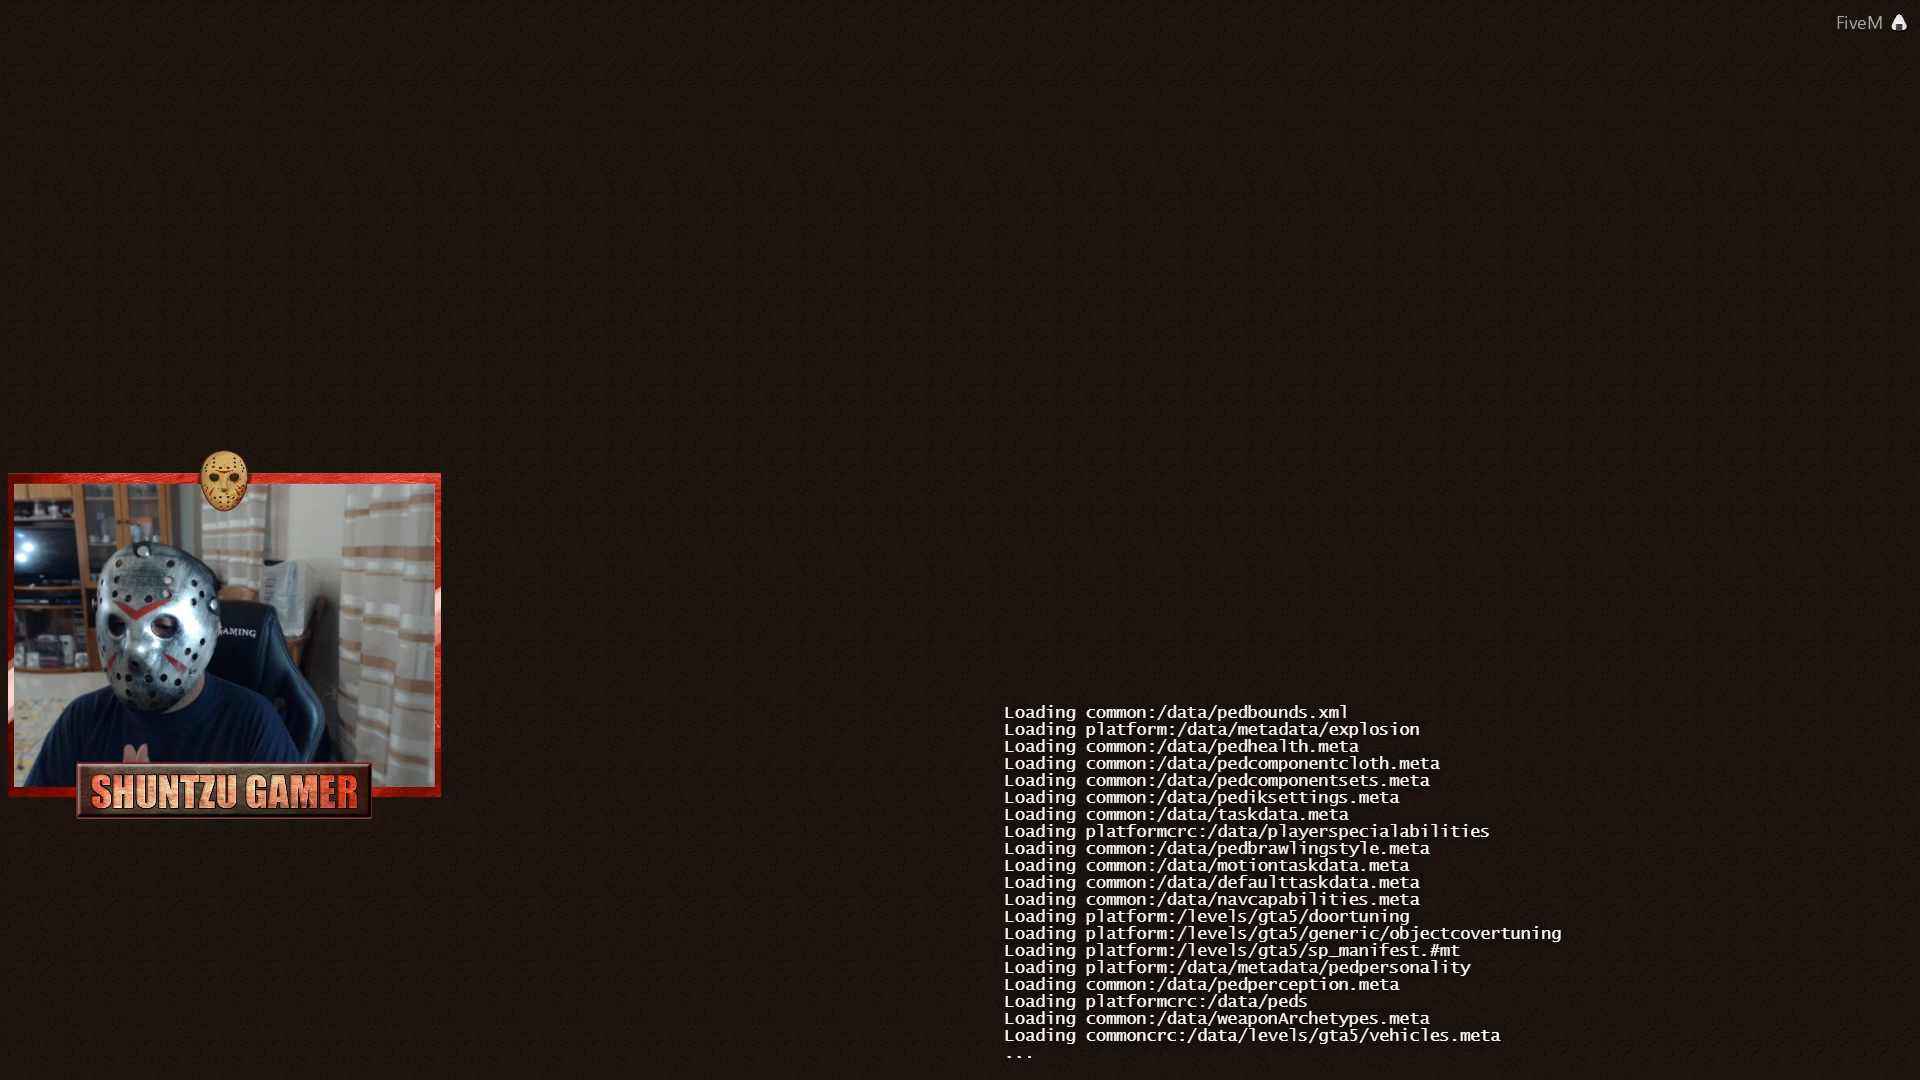 FiveM
GAMING
SHUNTZU GAMER
Loading common:/data/pedbounds.xml
Loading platform:/data/metadata/explosion
Loading common:/data/pedhealth.meta
Loading common:/data/pedcomponentcloth.meta
Loading common:/data/pedcomponentsets.meta
Loading common:/data/pediksettings.meta
Loading common:/data/taskdata.meta
Loading platformcrc:/data/playerspecialabilities
Loading common:/data/pedbrawlingstyle.meta
Loading common:/data/motiontaskdata.meta
Loading common:/data/defaulttaskdata.meta
Loading common:/data/navcapabilities.meta
Loading platform:/levels/gta5/doortuning
Loading platform:/levels/gta5/generic/objectcovertuning
Loading platform:/levels/gta5/sp_manifest.#mt
Loading platform:/data/metadata/pedpersonality
Loading common:/data/pedperception.meta
Loading platformcrc:/data/peds
Loading common:/data/weaponArchetypes.meta
Loading commoncrc:/data/levels/gta5/vehicles.meta
...